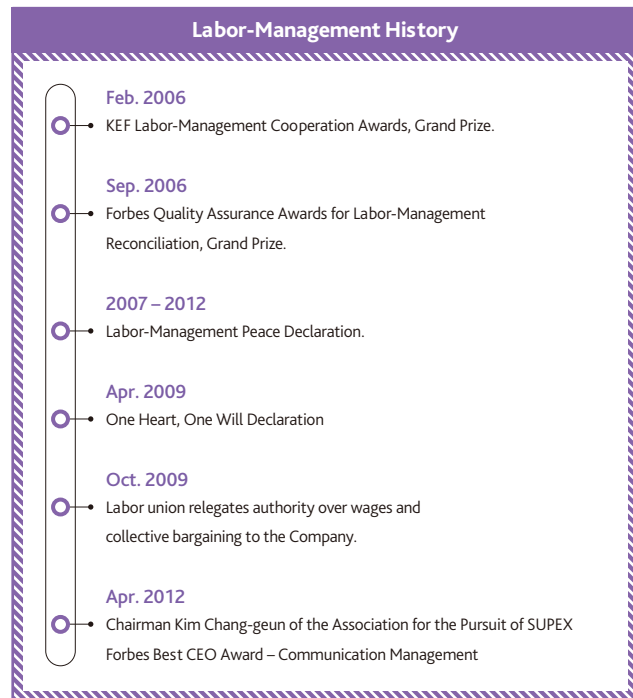 Labor-Management History
Feb. 2006
KEF Labor-Management Cooperation Awards, Grand Prize.
Sep. 2006
Forbes Quality Assurance Awards for Labor-Management
Reconciliation, Grand Prize.
2007 – 2012
Labor-Management Peace Declaration.
Apr. 2009
One Heart, One Will Declaration
Oct. 2009
Labor union relegates authority over wages and
collective bargaining to the Company.
Apr. 2012
Chairman Kim Chang-geun of the Association for the Pursuit of SUPEX
Forbes Best CEO Award – Communication Management